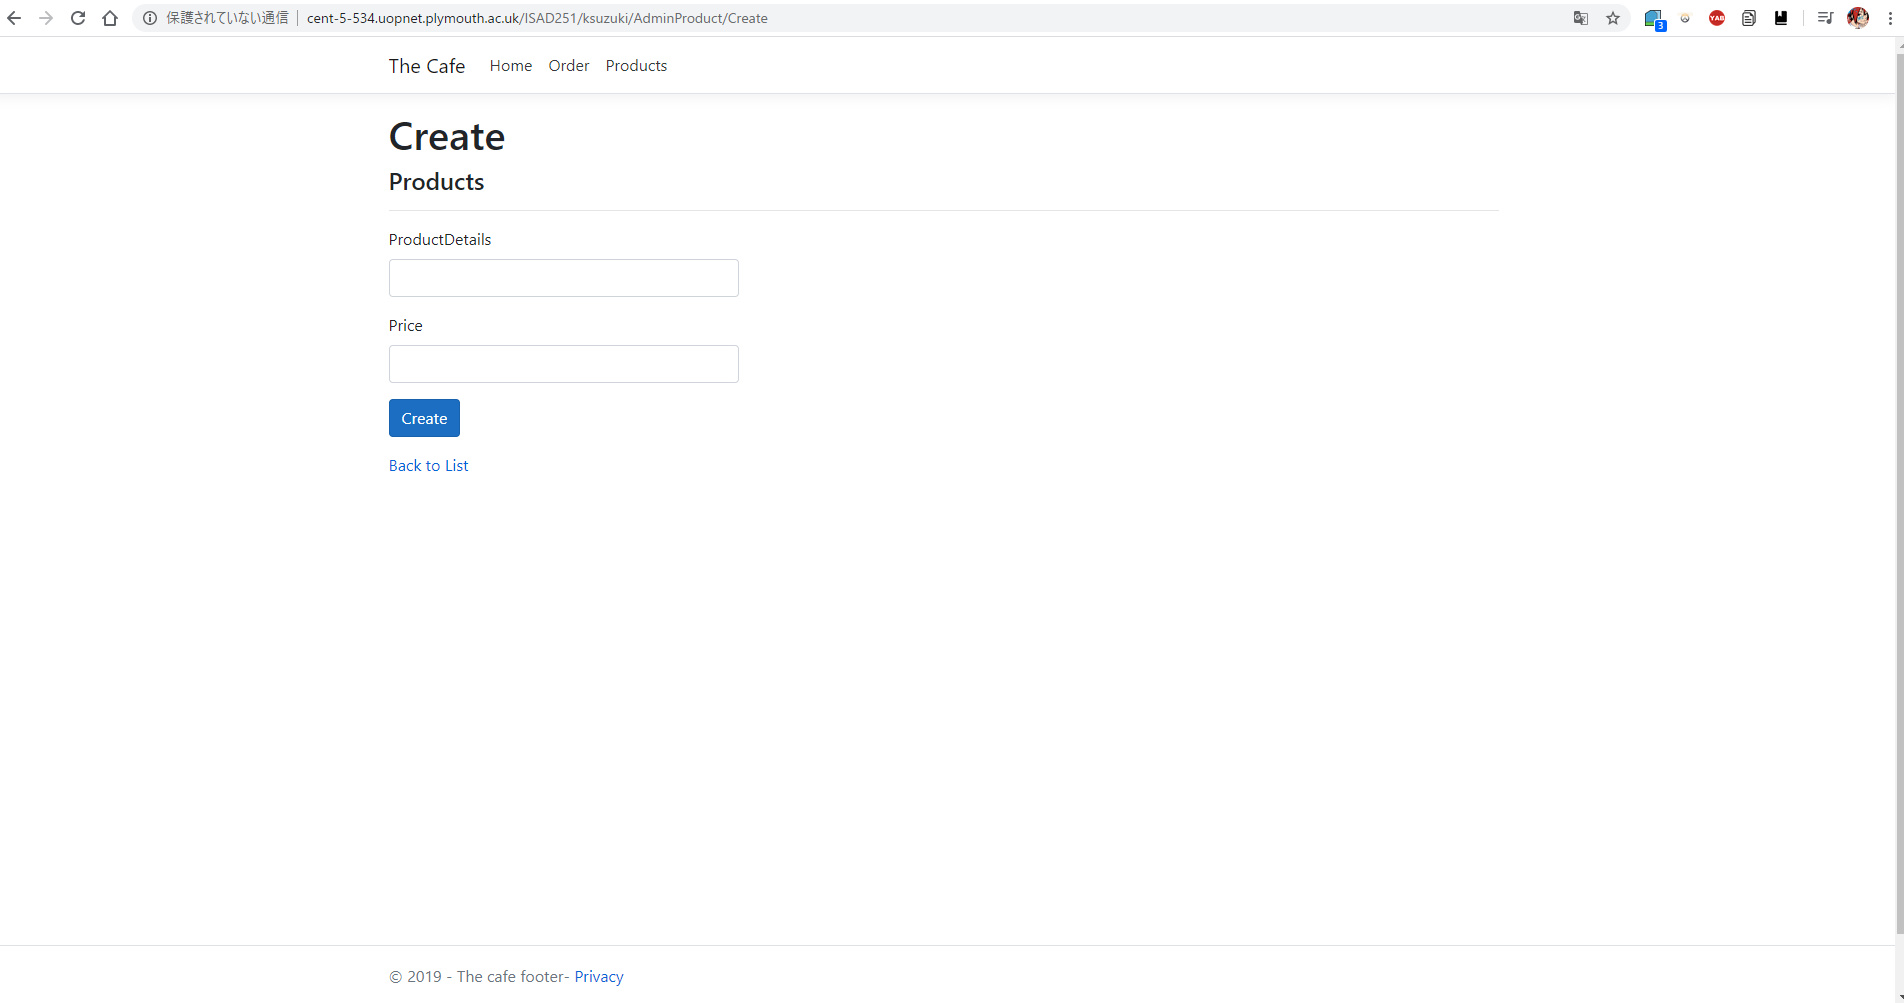 保護されていない通信 | cent-5-534.uopnet.plymouth.ac.uk/ISAD251/ksuzuki/AdminProduct/Create
3
YAB
The Cafe Home Order Products
Create
Products
ProductDetails
Price
Create
Back to List
© 2019 - The cafe footer- Privacy